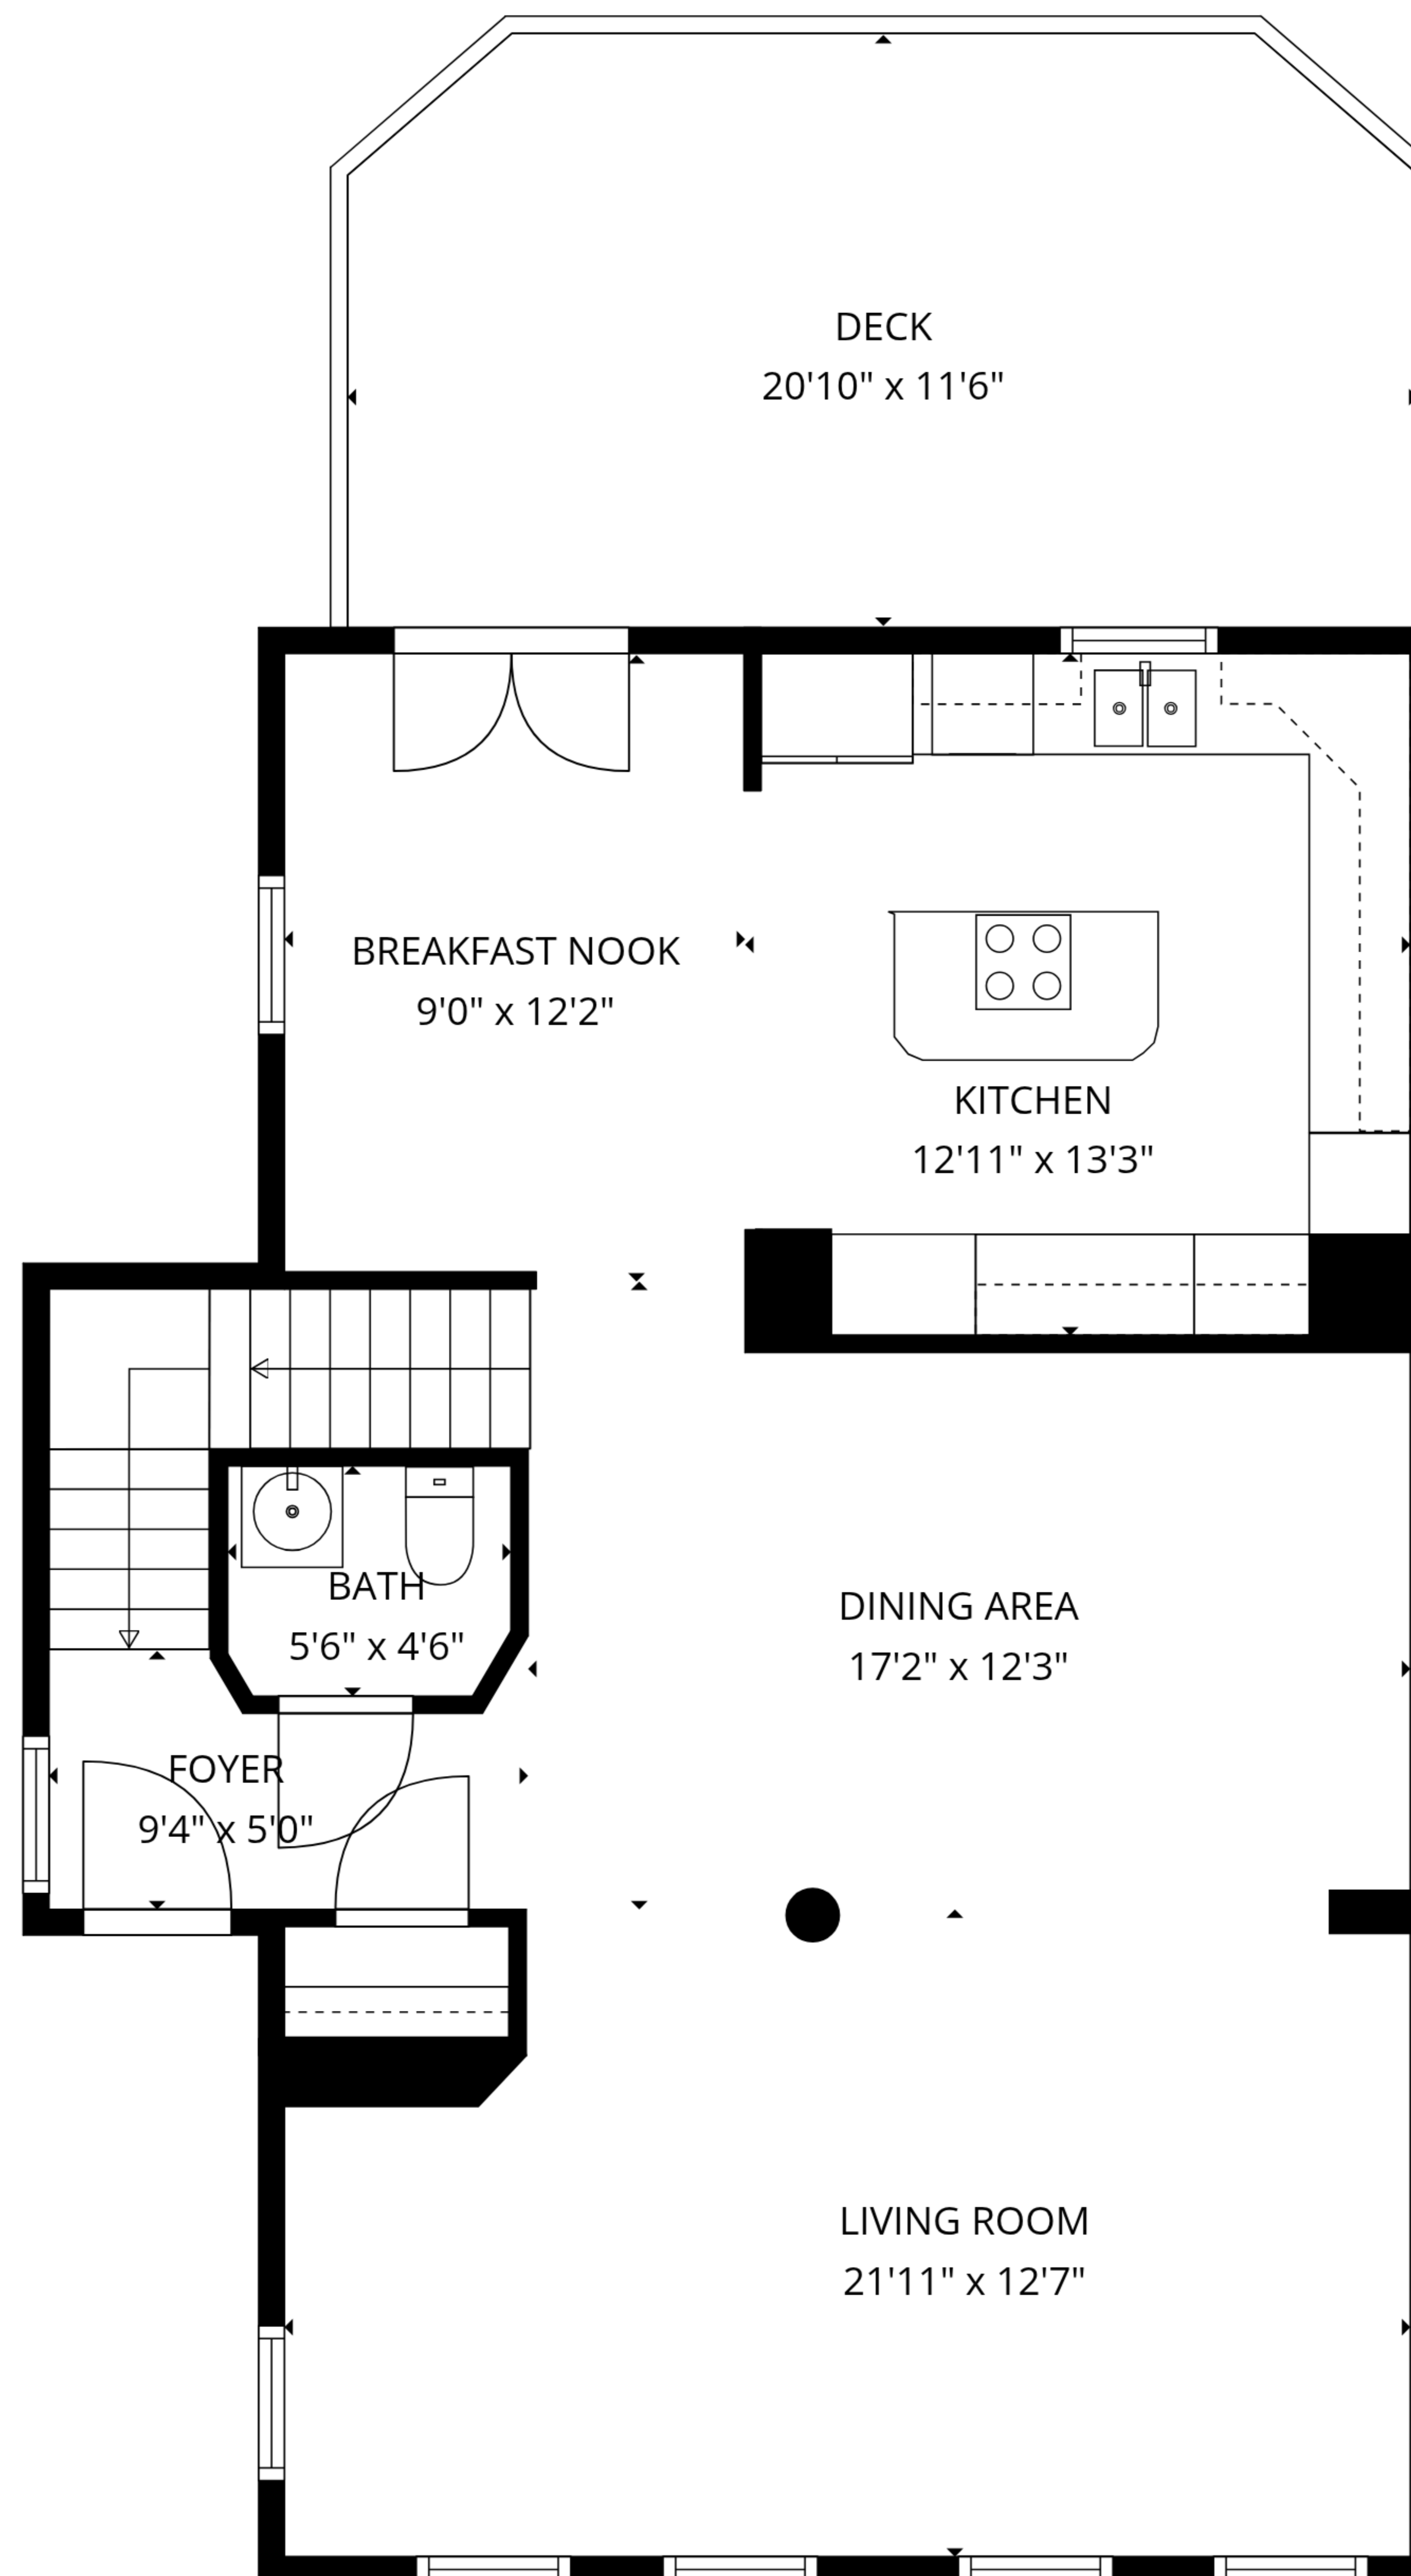 DECK
20'10" x 11'6"
BREAKFAST NOOK
9'0" x 12'2"
KITCHEN
12'11" x 13'3"
BATH
5'6" x 4'6"
DINING AREA
17'2" x 12'3"
FOYER
9'4" x 5'0"
LIVING ROOM
21'11" x 12'7"